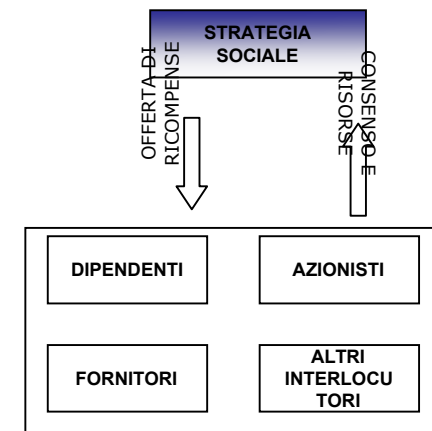 STRATEGIA
SOCIALE
OFFERTA DI
RICOMPENSE
CONSENSO E
RISORSE
DIPENDENTI
AZIONISTI
FORNITORI
ALTRI
INTERLOCU
TORI